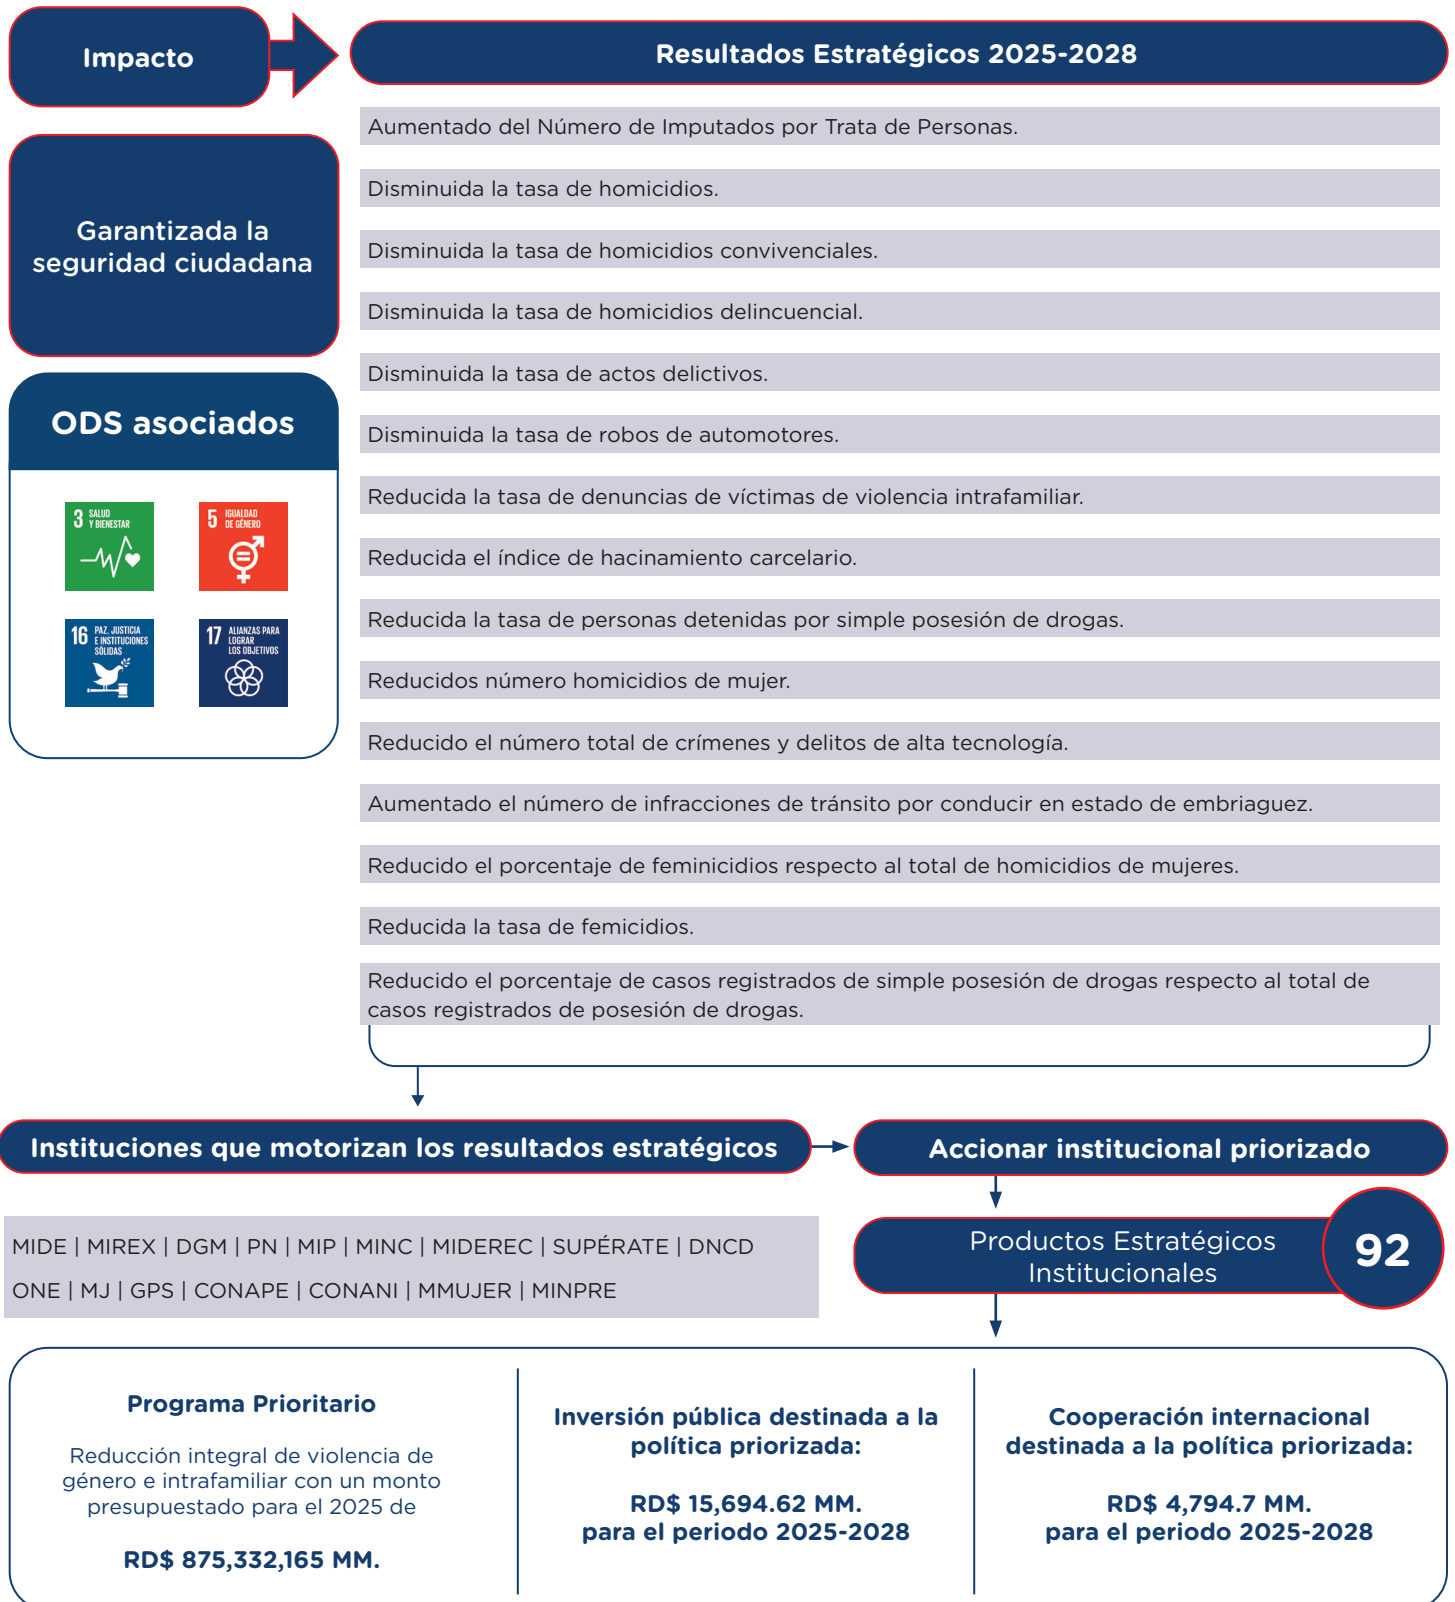 Impacto
Resultados Estratégicos 2025-2028
Garantizada la
seguridad ciudadana
ODS asociados
3 SALUD
Y BIENESTAR
5 IGUALDAD
DE GÉNERO
16 PAZ, JUSTICIA
E INSTITUCIONES
SÓLIDAS
17 ALIANZAS PARA
LOGRAR
LOS OBJETIVOS
Aumentado del Número de Imputados por Trata de Personas.
Disminuida la tasa de homicidios.
Disminuida la tasa de homicidios convivenciales.
Disminuida la tasa de homicidios delincuencial.
Disminuida la tasa de actos delictivos.
Disminuida la tasa de robos de automotores.
Reducida la tasa de denuncias de víctimas de violencia intrafamiliar.
Reducida el índice de hacinamiento carcelario.
Reducida la tasa de personas detenidas por simple posesión de drogas.
Reducidos número homicidios de mujer.
Reducido el número total de crímenes y delitos de alta tecnología.
Aumentado el número de infracciones de tránsito por conducir en estado de embriaguez.
Reducido el porcentaje de feminicidios respecto al total de homicidios de mujeres.
Reducida la tasa de femicidios.
Reducido el porcentaje de casos registrados de simple posesión de drogas respecto al total de
casos registrados de posesión de drogas.
Instituciones que motorizan los resultados estratégicos
Accionar institucional priorizado
MIDE | MIREX | DGM | PN | MIP | MINC | MIDEREC | SUPÉRATE | DNCD
ONE | MJ | GPS | CONAPE | CONANI | MMUJER | MINPRE
Productos Estratégicos
Institucionales
92
Programa Prioritario
Reducción integral de violencia de
género e intrafamiliar con un monto
presupuestado para el 2025 de
RD$ 875,332,165 MM.
Inversión pública destinada a la
política priorizada:
RD$ 15,694.62 MM.
para el periodo 2025-2028
Cooperación internacional
destinada a la política priorizada:
RD$ 4,794.7 MM.
para el periodo 2025-2028